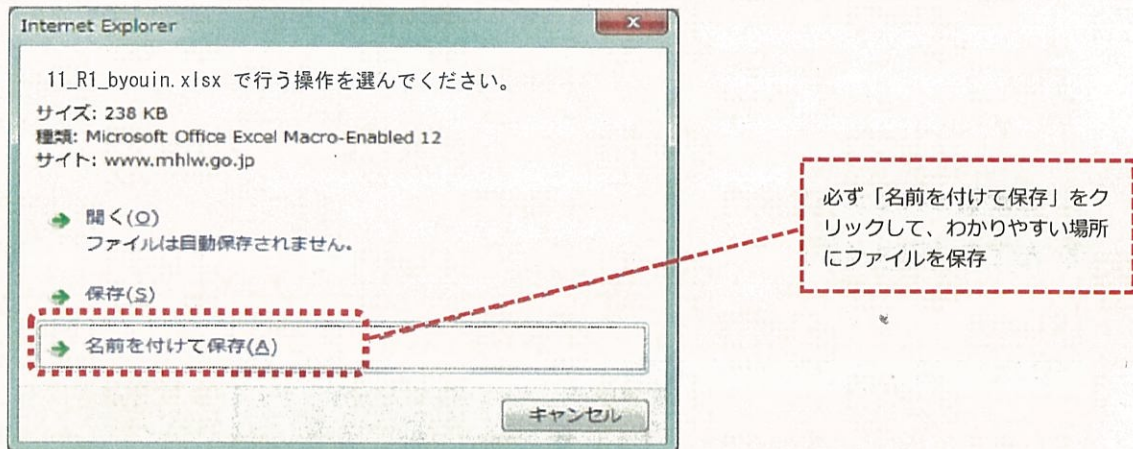 Internet Explorer
11_R1_byouin.xlsx で行う操作を選んでください。
サイズ: 238 KB
種類: Microsoft Office Excel Macro-Enabled 12
サイト: www.mhlw.go.jp
開く(O)
ファイルは自動保存されません。
保存(S)
名前を付けて保存(A)
キャンセル
必ず「名前を付けて保存」をク
リックして、わかりやすい場所
にファイルを保存